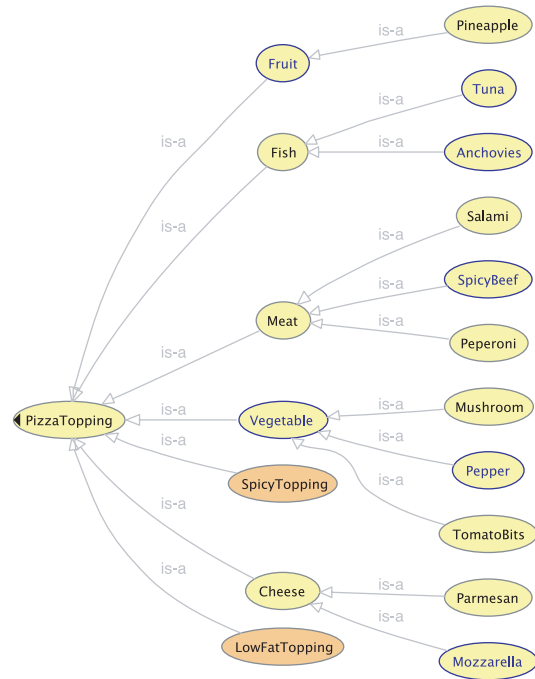 Pineapple
is-a
Fruit
Tuna
is-a
is-a
Fish
is-a
Anchovies
Salami
is-a
is-a
SpicyBeef
is-a
Meat
is-a
Peperoni
is-a
Mushroom
is-a
PizzaTopping
is-a
Vegetable
is-a
is-a
Pepper
SpicyTopping
is-a
is-a
TomatoBits
is-a
Cheese
is-a
Parmesan
is-a
LowFatTopping
Mozzarella